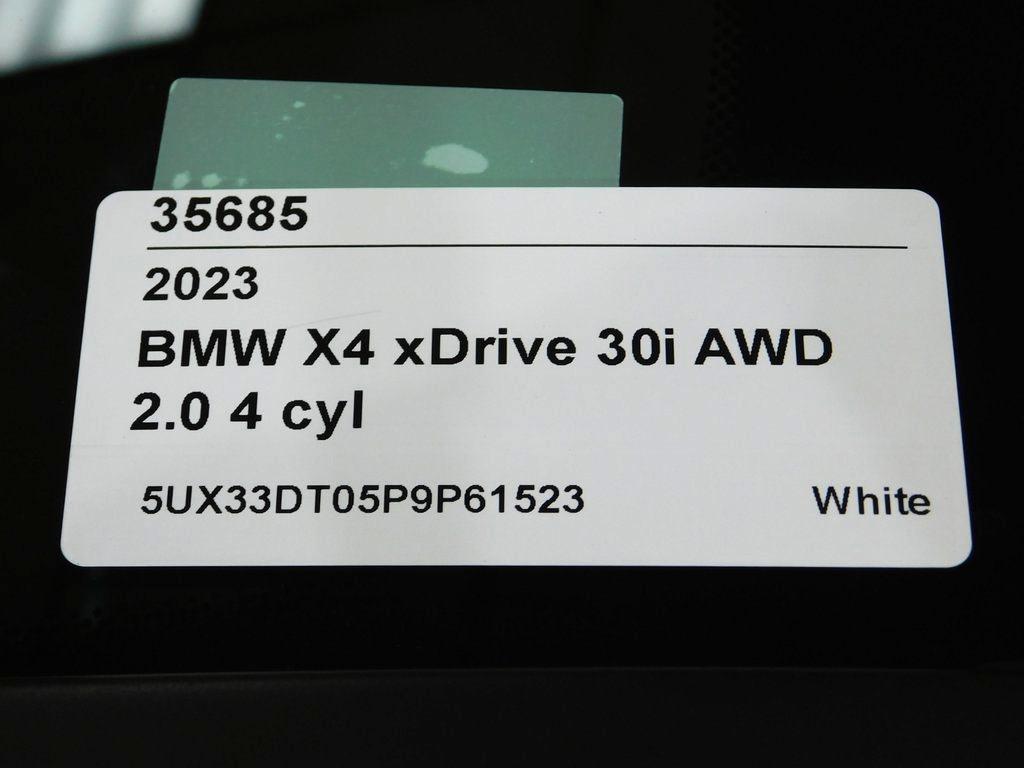 35685
2023
BMW X4 xDrive 30i AWD
2.0 4 cyl
5UX33DT05P9P61523 White